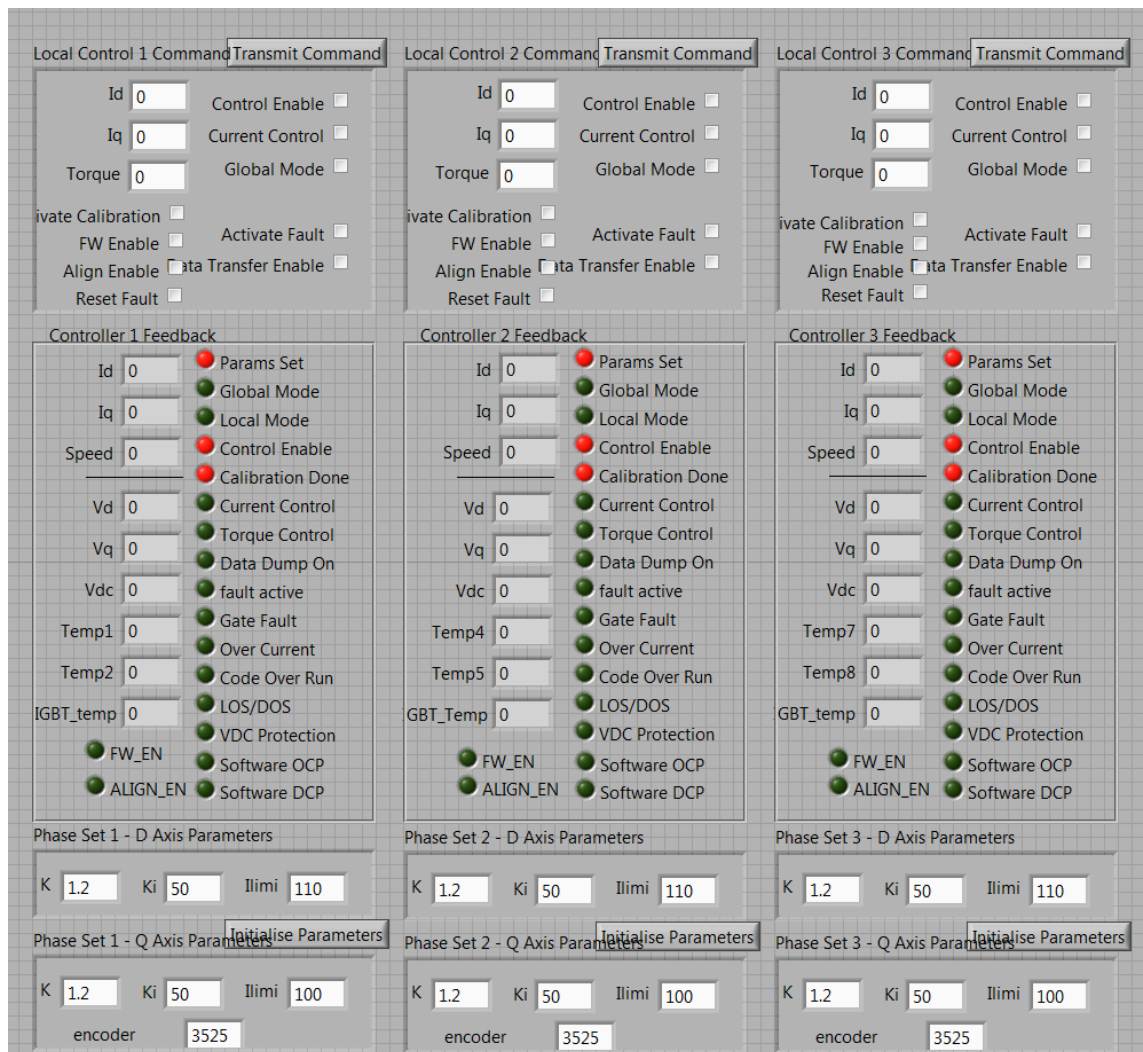 Local Control 1 Command Transmit Command
Id 0
Control Enable
Iq 0
Current Control
Torque 0
Global Mode
ivate Calibration
FW Enable
Activate Fault
Align Enable
ata Transfer Enable
Reset Fault
Local Control 2 Command Transmit Command
Id 0
Control Enable
Iq 0
Current Control
Torque 0
Global Mode
ivate Calibration
FW Enable
Activate Fault
Align Enable
ata Transfer Enable
Reset Fault
Local Control 3 Command Transmit Command
Id 0
Control Enable
Iq 0
Current Control
Torque 0
Global Mode
ivate Calibration
FW Enable
Activate Fault
Align Enable
ata Transfer Enable
Reset Fault
Controller 1 Feedback
Id 0
Iq 0
Speed 0
Vd 0
Vq 0
Vdc 0
Temp1 0
Temp2 0
IGBT_temp 0
FW_EN
ALIGN_EN
Params Set
Global Mode
Local Mode
Control Enable
Calibration Done
Current Control
Torque Control
Data Dump On
fault active
Gate Fault
Over Current
Code Over Run
LOS/DOS
VDC Protection
Software OCP
Software DCP
Controller 2 Feedback
Id 0
Iq 0
Speed 0
Vd 0
Vq 0
Vdc 0
Temp4 0
Temp5 0
IGBT_Temp 0
FW_EN
ALIGN_EN
Params Set
Global Mode
Local Mode
Control Enable
Calibration Done
Current Control
Torque Control
Data Dump On
fault active
Gate Fault
Over Current
Code Over Run
LOS/DOS
VDC Protection
Software OCP
Software DCP
Controller 3 Feedback
Id 0
Iq 0
Speed 0
Vd 0
Vq 0
Vdc 0
Temp7 0
Temp8 0
IGBT_temp 0
FW_EN
ALIGN_EN
Params Set
Global Mode
Local Mode
Control Enable
Calibration Done
Current Control
Torque Control
Data Dump On
fault active
Gate Fault
Over Current
Code Over Run
LOS/DOS
VDC Protection
Software OCP
Software DCP
Phase Set 1 - D Axis Parameters
K 1.2 Ki 50 Ilimi 110
Phase Set 1 - Q Axis Parameters Initialise Parameters
K 1.2 Ki 50 Ilimi 100
encoder 3525
Phase Set 2 - D Axis Parameters
K 1.2 Ki 50 Ilimi 110
Phase Set 2 - Q Axis Parameters Initialise Parameters
K 1.2 Ki 50 Ilimi 100
encoder 3525
Phase Set 3 - D Axis Parameters
K 1.2 Ki 50 Ilimi 110
Phase Set 3 - Q Axis Parameters Initialise Parameters
K 1.2 Ki 50 Ilimi 100
encoder 3525